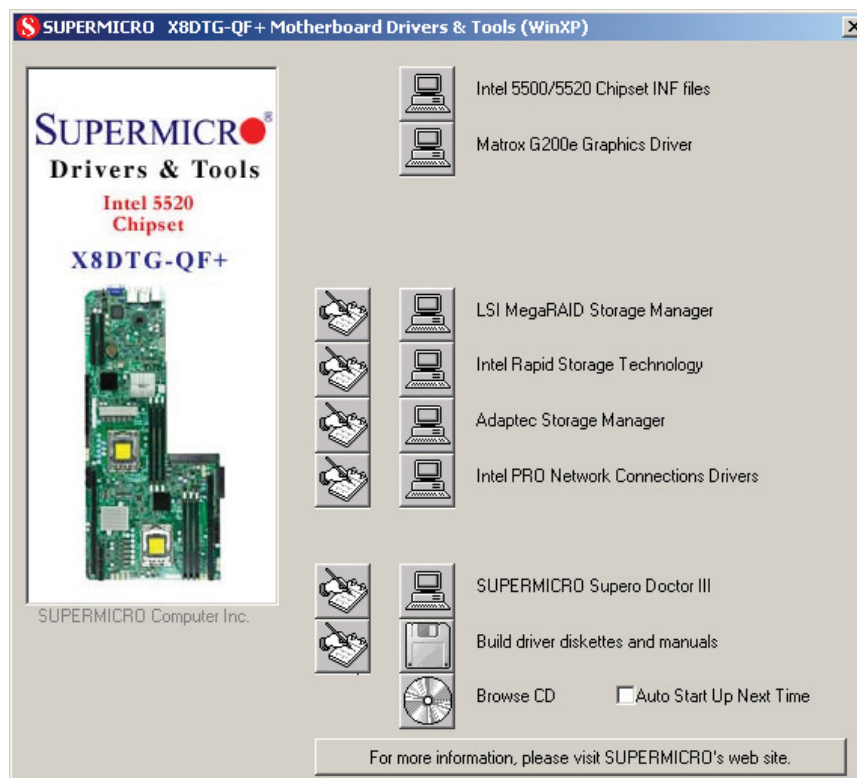 SUPERMICRO X8DTG-QF+ Motherboard Drivers & Tools (WinXP)
SUPERMICRO®
Drivers & Tools
Intel 5520
Chipset
X8DTG-QF+
SUPERMICRO Computer Inc.
Intel 5500/5520 Chipset INF files
Matrox G200e Graphics Driver
LSI MegaRAID Storage Manager
Intel Rapid Storage Technology
Adaptec Storage Manager
Intel PRO Network Connections Drivers
SUPERMICRO Supero Doctor III
Build driver diskettes and manuals
Browse CD Auto Start Up Next Time
For more information, please visit SUPERMICRO's web site.